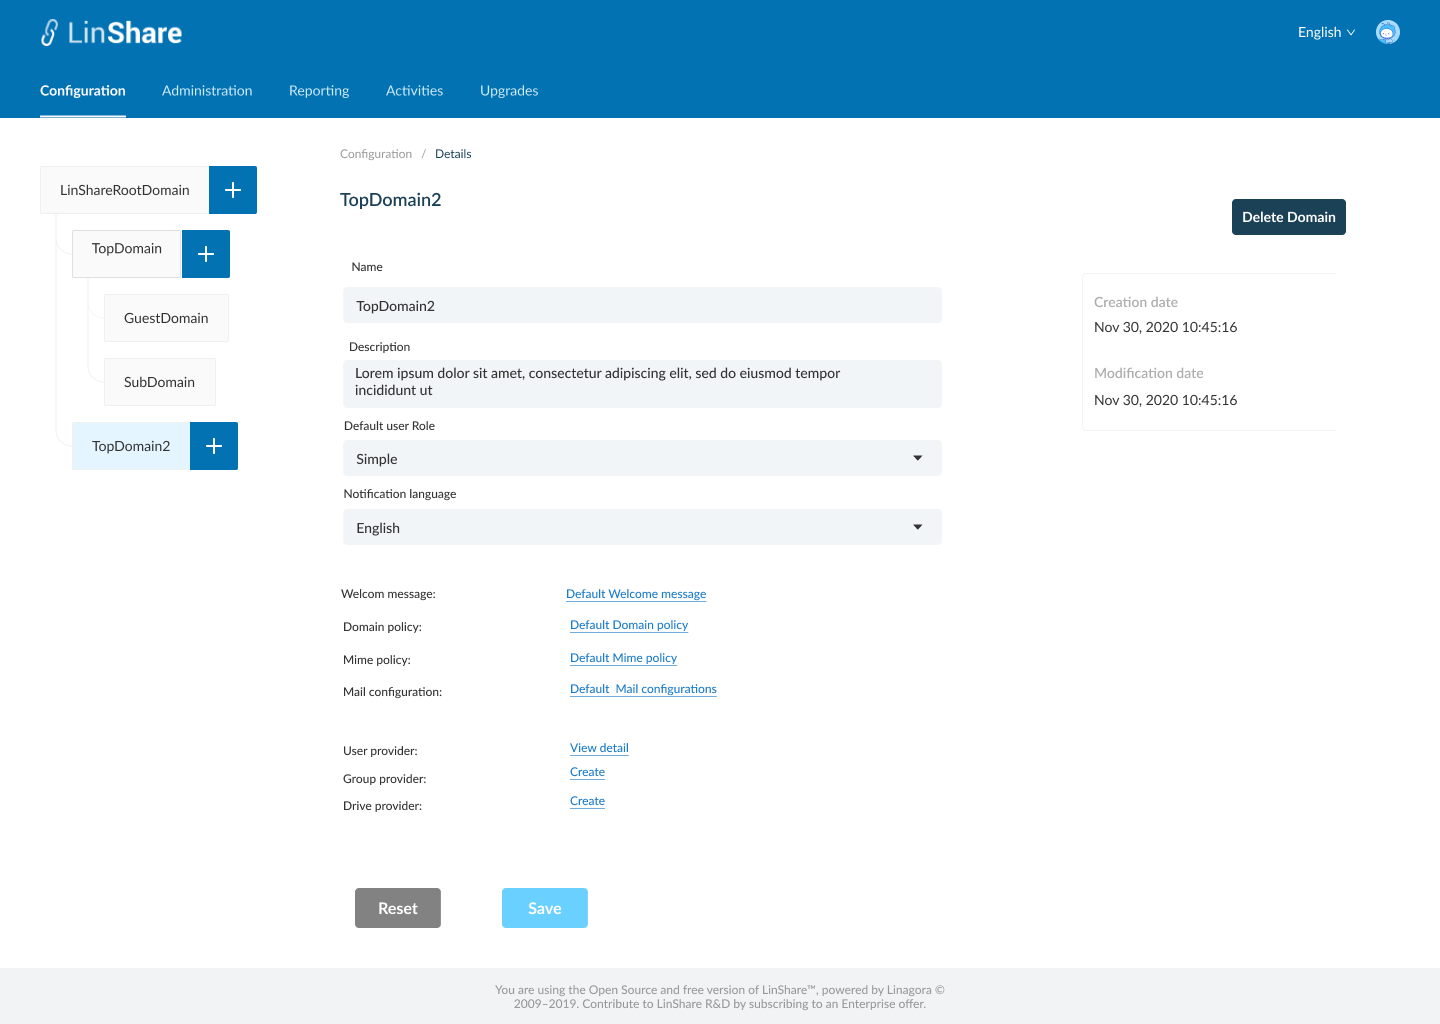 LinShare
English
Configuration
Administration
Reporting
Activities
Upgrades
LinShareRootDomain
TopDomain
GuestDomain
SubDomain
TopDomain2
Configuration / Details
TopDomain2
Delete Domain
Name
TopDomain2
Description
Lorem ipsum dolor sit amet, consectetur adipiscing elit, sed do eiusmod tempor
incididunt ut
Default user Role
Simple
Notification language
English
Creation date
Nov 30, 2020 10:45:16
Modification date
Nov 30, 2020 10:45:16
Welcom message: Default Welcome message
Domain policy: Default Domain policy
Mime policy: Default Mime policy
Mail configuration: Default  Mail configurations
User provider: View detail
Group provider: Create
Drive provider: Create
Reset
Save
You are using the Open Source and free version of LinShare™, powered by Linagora ©
2009–2019. Contribute to LinShare R&D by subscribing to an Enterprise offer.